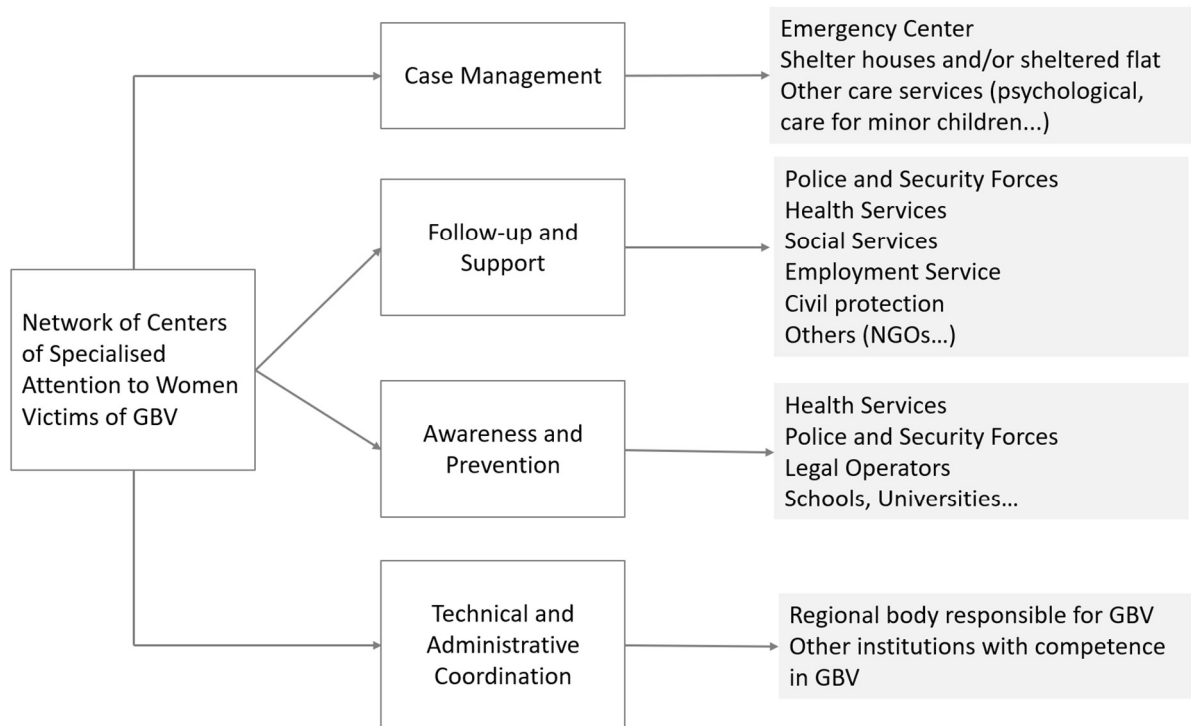 Network of Centers
of Specialised
Attention to Women
Victims of GBV
Case Management
Emergency Center
Shelter houses and/or sheltered flat
Other care services (psychological,
care for minor children...)
Follow-up and
Support
Police and Security Forces
Health Services
Social Services
Employment Service
Civil protection
Others (NGOs…)
Awareness and
Prevention
Health Services
Police and Security Forces
Legal Operators
Schools, Universities…
Technical and
Administrative
Coordination
Regional body responsible for GBV
Other institutions with competence
in GBV